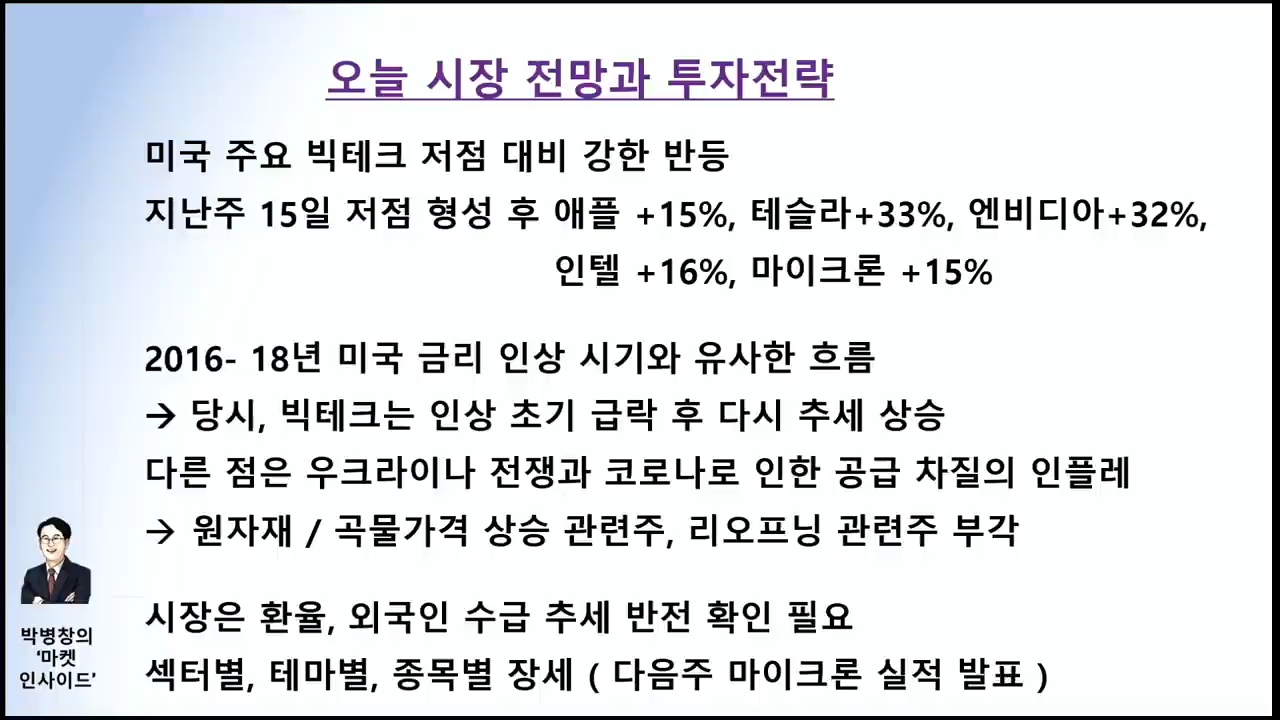 오늘 시장 전망과 투자전략
미국 주요 빅테크 저점 대비 강한 반등
지난주 15일 저점 형성 후 애플 +15%, 테슬라+33%, 엔비디아+32%,
인텔 +16%, 마이크론 +15%
2016- 18년 미국 금리 인상 시기와 유사한 흐름
→ 당시, 빅테크는 인상 초기 급락 후 다시 추세 상승
다른 점은 우크라이나 전쟁과 코로나로 인한 공급 차질의 인플레
→ 원자재 / 곡물가격 상승 관련주, 리오프닝 관련주 부각
시장은 환율, 외국인 수급 추세 반전 확인 필요
섹터별, 테마별, 종목별 장세 ( 다음주 마이크론 실적 발표 )
박병창의
‘마켓
인사이드’